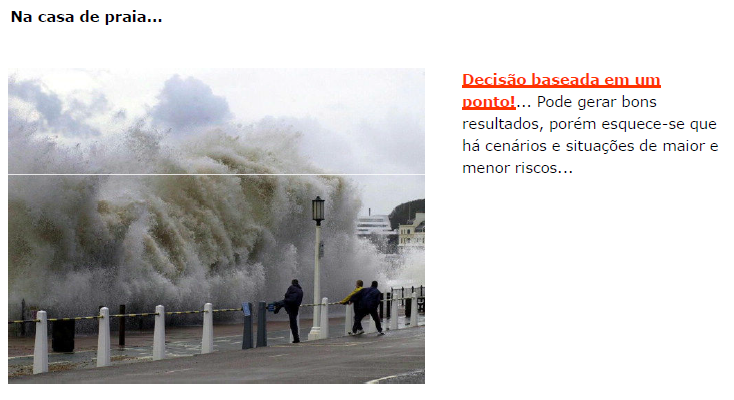 Na casa de praia...
Decisão baseada em um
ponto!... Pode gerar bons
resultados, porém esquece-se que
há cenários e situações de maior e
menor riscos...